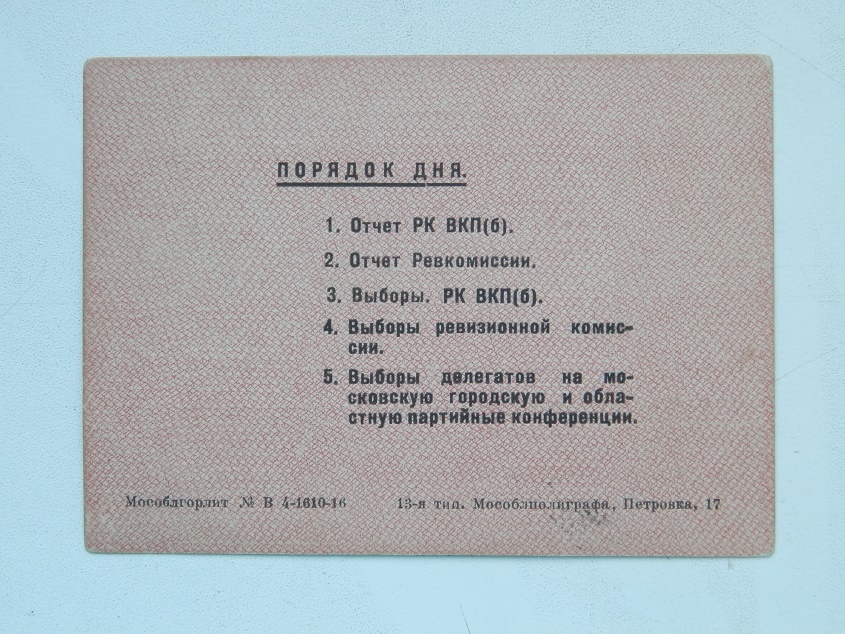 ПОРЯДОК ДНЯ.
1. Отчет РК ВКП(б).
2. Отчет Ревкомиссии.
3. Выборы. РК ВКП(б).
4. Выборы ревизионной комис-
сии.
5. Выборы делегатов на мо-
сковскую городскую и обла-
стную партийные конференции.
Мособлгорлит № В 4-1610-16 13-я тип. Мособлполиграфа, Петровка, 17